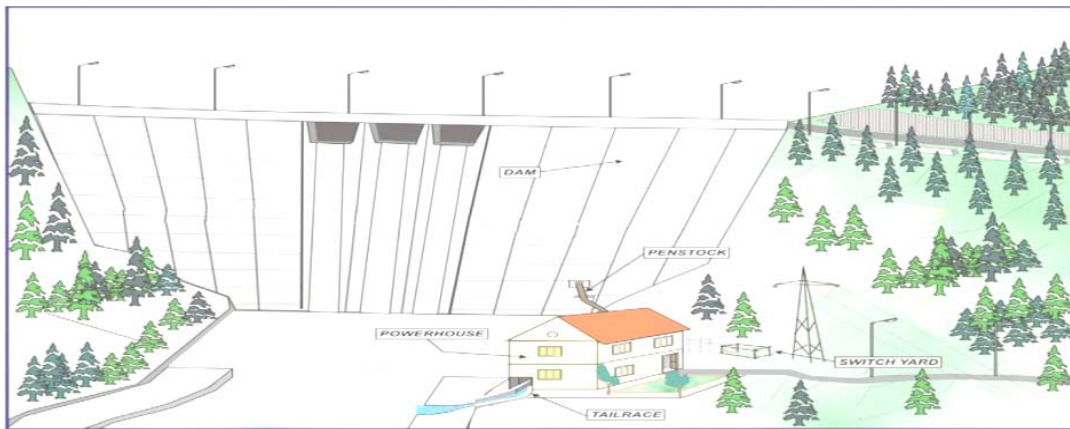 DAM
PENSTOCK
POWERHOUSE
SWITCH YARD
TAILRACE